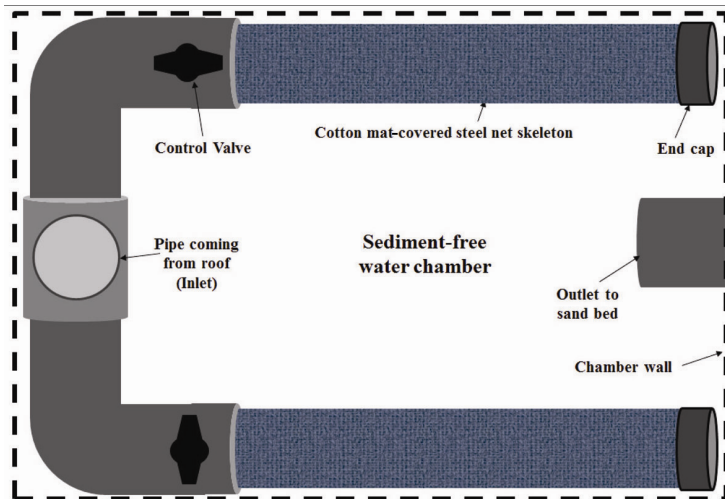 Control Valve
Cotton mat-covered steel net skeleton
End cap
Pipe coming
from roof
(Inlet)
Sediment-free
water chamber
Outlet to
sand bed
Chamber wall